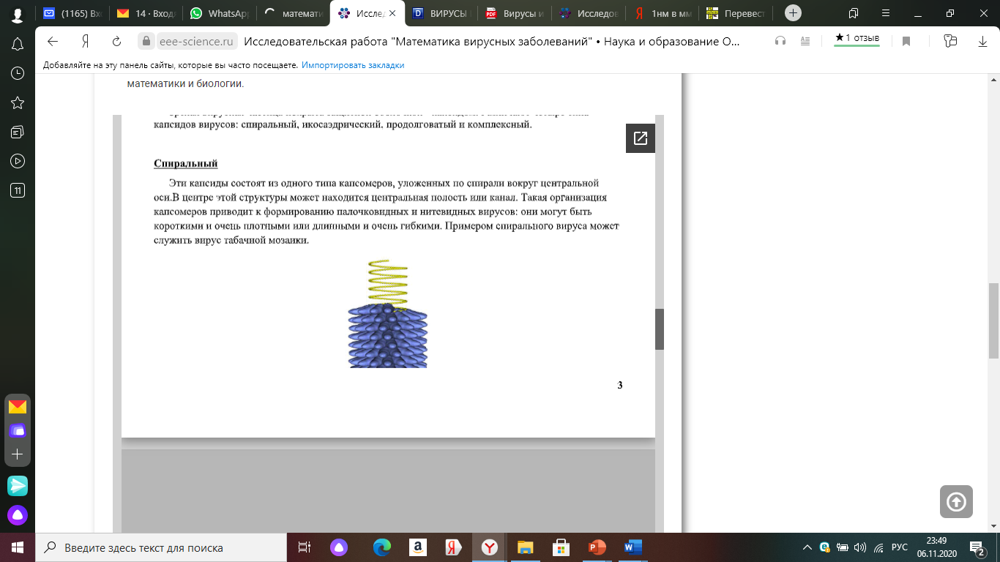 (1165) Вх
14 · Входи
WhatsApp
математи
Исслед
ВИРУСЫ
Вирусы и
Исследов
1нм в мм
Перевест
eee-science.ru
Исследовательская работа "Математика вирусных заболеваний" • Наука и образование О...
★ 1 отзыв
Добавляйте на эту панель сайты, которые вы часто посещаете. Импортировать закладки
математики и биологии.
капсидов вирусов: спиральный, икосаэдрический, продолговатый и комплексный.
Спиральный
Эти капсиды состоят из одного типа капсомеров, уложенных по спирали вокруг центральной
оси.В центре этой структуры может находится центральная полость или канал. Такая организация
капсомеров приводит к формированию палочковидных и нитевидных вирусов: они могут быть
короткими и очень плотными или длинными и очень гибкими. Примером спирального вируса может
служить вирус табачной мозаики.
3
11
Введите здесь текст для поиска
РУС
23:49
06.11.2020
2